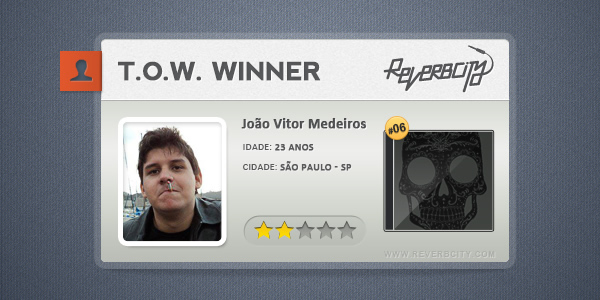 T.O.W. WINNER
REVERBCITY
João Vitor Medeiros
IDADE: 23 ANOS
CIDADE: SÃO PAULO - SP
#06
WWW.REVERBCITY.COM